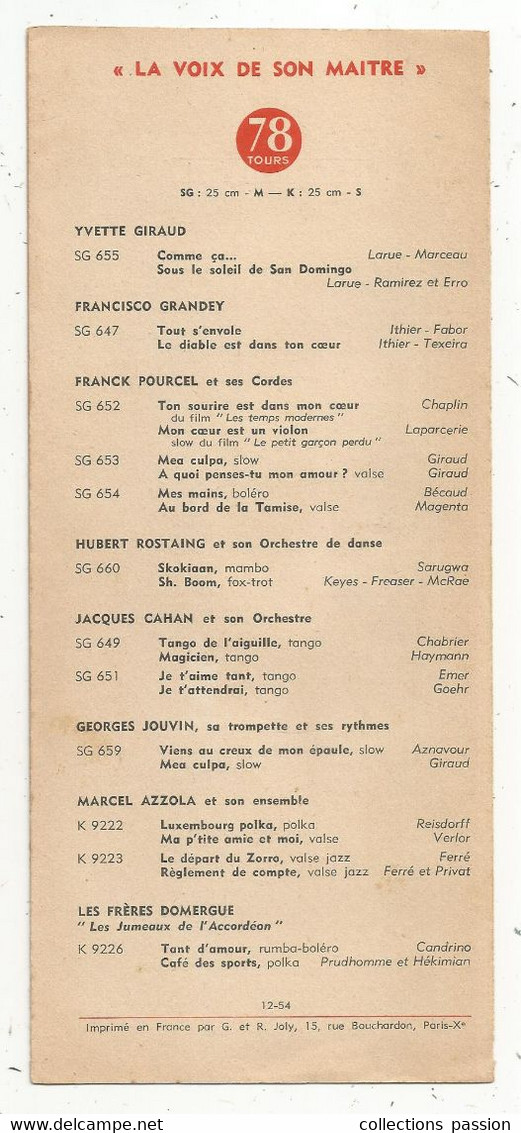 « LA VOIX DE SON MAITRE »
78
TOURS
SG : 25 cm - M — K : 25 cm - S
YVETTE GIRAUD
SG 655 Comme ça... Larue - Marceau
Sous le soleil de San Domingo
Larue - Ramirez et Erro
FRANCISCO GRANDEY
SG 647 Tout s'envole Ithier - Fabor
Le diable est dans ton cœur Ithier - Texeira
FRANCK POURCEL et ses Cordes
SG 652 Ton sourire est dans mon cœur Chaplin
du film "Les temps modernes"
Mon cœur est un violon Laparcerie
slow du film "Le petit garçon perdu"
SG 653 Mea culpa, slow Giraud
A quoi penses-tu mon amour ? valse Giraud
SG 654 Mes mains, boléro Bécaud
Au bord de la Tamise, valse Magenta
HUBERT ROSTAING et son Orchestre de danse
SG 660 Skokiaan, mambo Sarugwa
Sh. Boom, fox-trot Keyes - Freaser - McRae
JACQUES CAHAN et son Orchestre
SG 649 Tango de l'aiguille, tango Chabrier
Magicien, tango Haymann
SG 651 Je t'aime tant, tango Emer
Je t'attendrai, tango Goehr
GEORGES JOUVIN, sa trompette et ses rythmes
SG 659 Viens au creux de mon épaule, slow Aznavour
Mea culpa, slow Giraud
MARCEL AZZOLA et son ensemble
K 9222 Luxembourg polka, polka Reisdorff
Ma p'tite amie et moi, valse Verlor
K 9223 Le départ du Zorro, valse jazz Ferré
Règlement de compte, valse jazz Ferré et Privat
LES FRÈRES DOMERGUE
"Les Jumeaux de l'Accordéon"
K 9226 Tant d'amour, rumba-boléro Candrino
Café des sports, polka Prudhomme et Hékimian
12-54
Imprimé en France par G. et R. Joly, 15, rue Bouchardon, Paris-Xe
collections passion